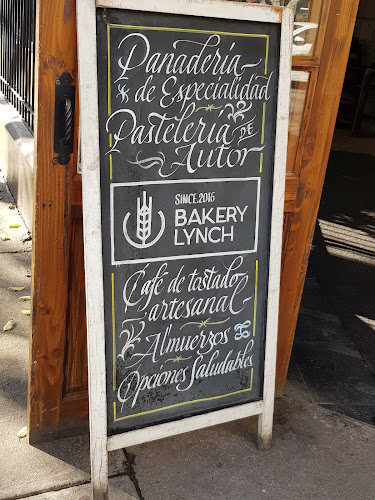 Panadería
de Especialidad
Pastelería DE
Autor
SINCE.2016
BAKERY
LYNCH
Café de tostado
artesanal
Almuerzos
Opciones Saludables